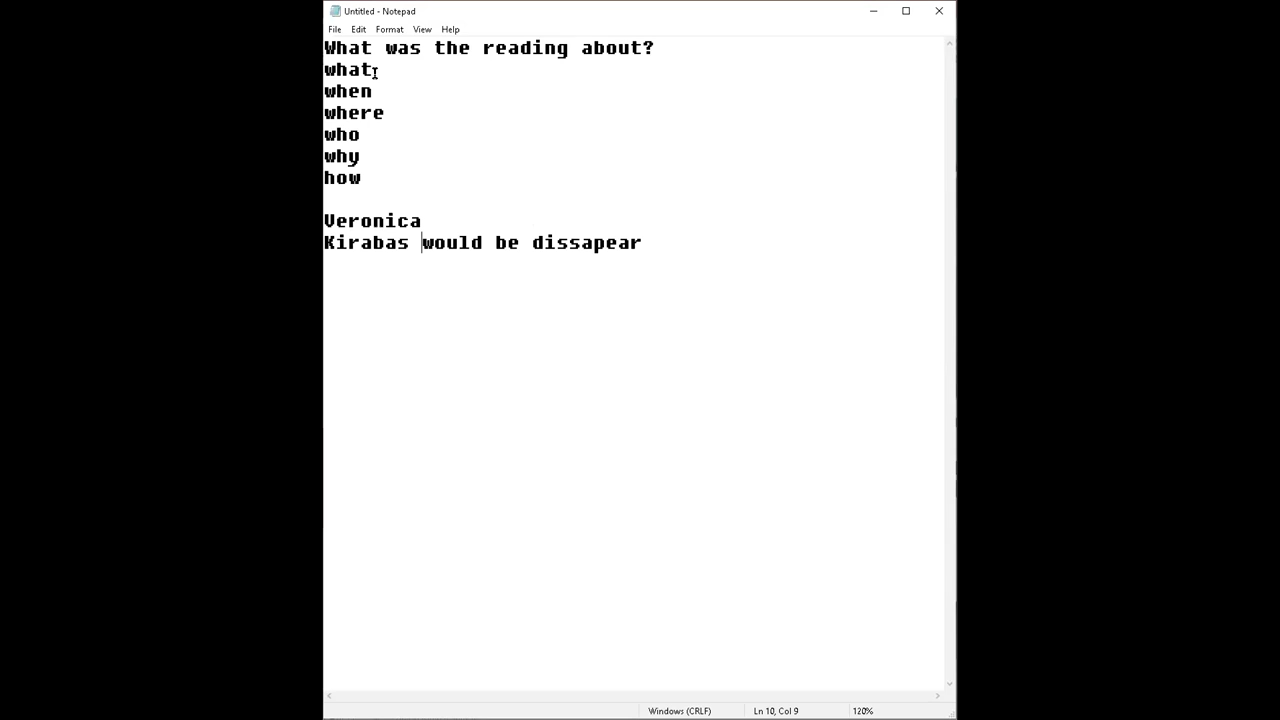 Untitled - Notepad
File Edit Format View Help
What was the reading about?
what
when
where
who
why
how
Veronica
Kirabas would be dissapear
Windows (CRLF) Ln 10, Col 9 120%